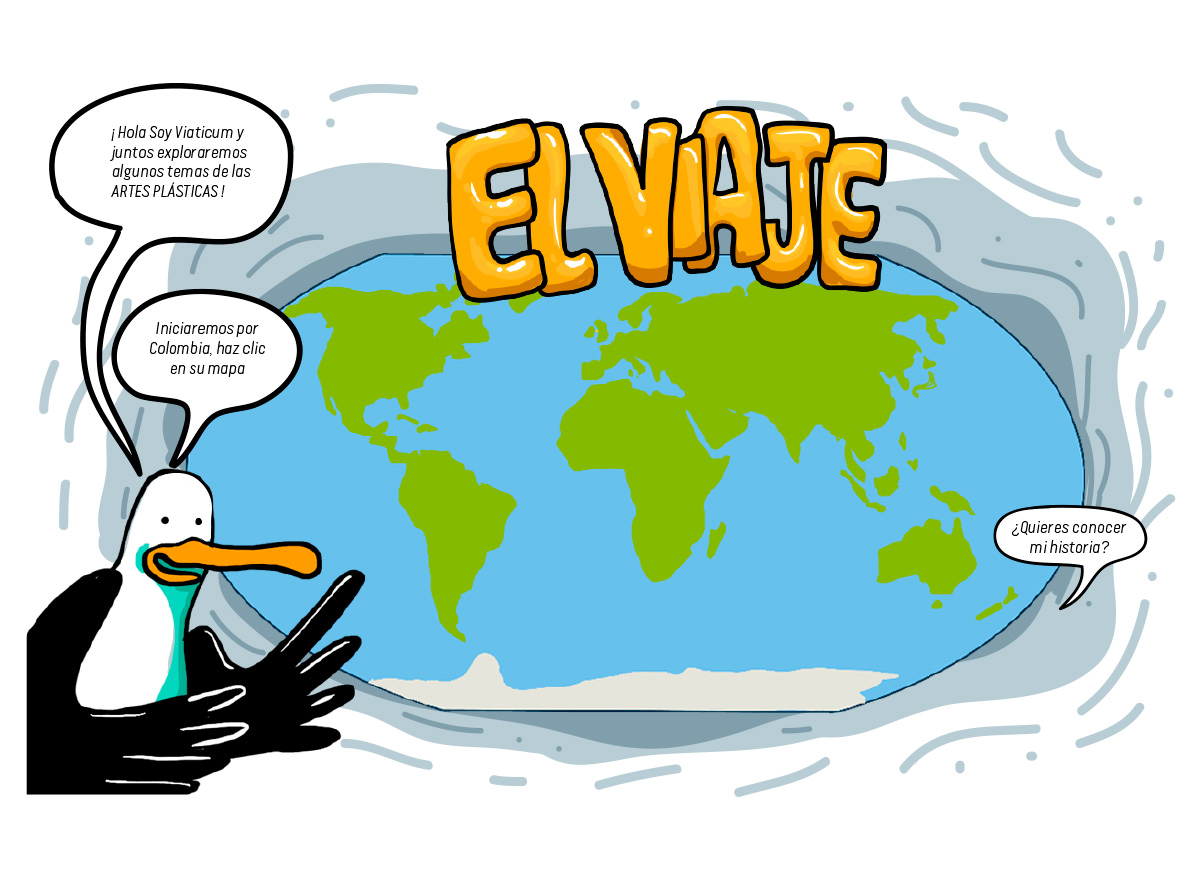 EL VIAJE
¡ Hola Soy Viaticum y
juntos exploraremos
algunos temas de las
ARTES PLÁSTICAS !
Iniciaremos por
Colombia, haz clic
en su mapa
¿Quieres conocer
mi historia?